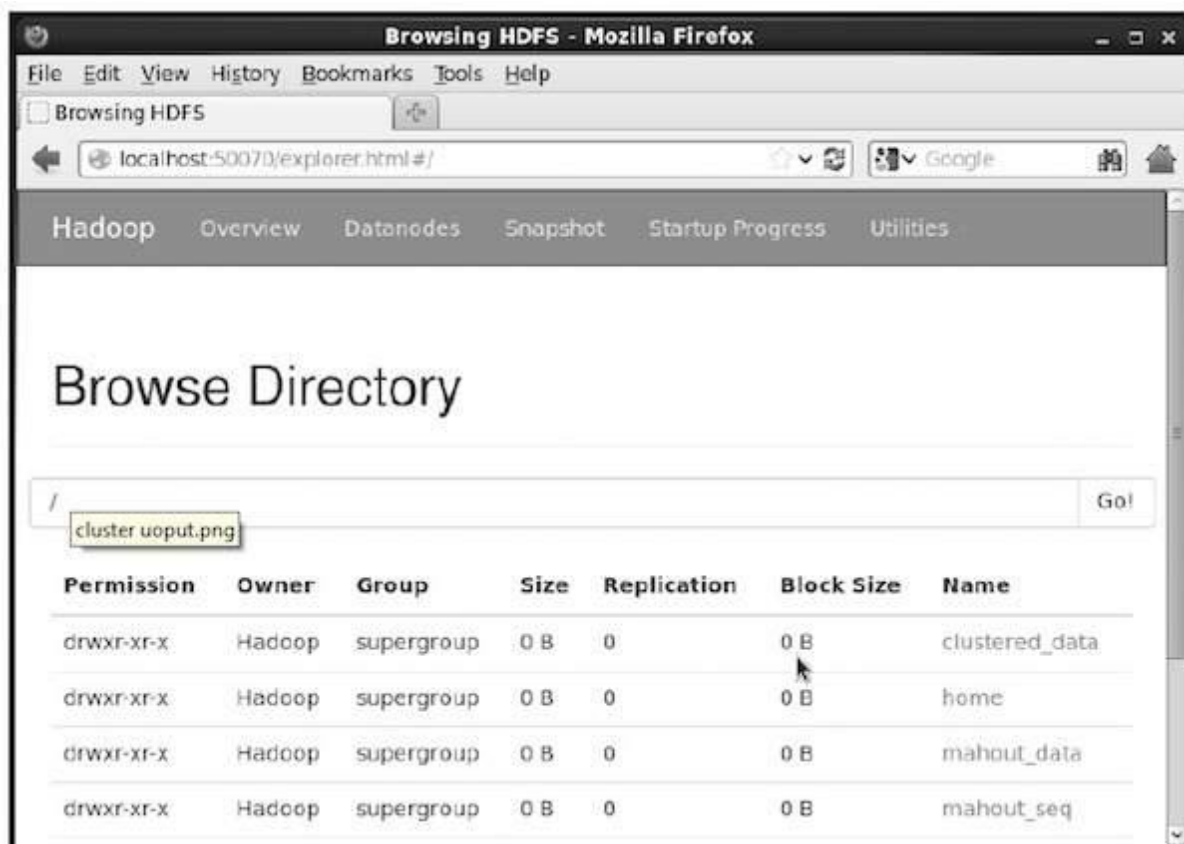 Browsing HDFS - Mozilla Firefox
File Edit View History Bookmarks Tools Help
Browsing HDFS
localhost:50070/explorer.html#/ Google
Hadoop Overview Datanodes Snapshot Startup Progress Utilities
Browse Directory
/ Go!
cluster uoput.png
Permission Owner Group Size Replication Block Size Name
drwxr-xr-x Hadoop supergroup 0 B 0 0 B clustered_data
drwxr-xr-x Hadoop supergroup 0 B 0 0 B home
drwxr-xr-x Hadoop supergroup 0 B 0 0 B mahout_data
drwxr-xr-x Hadoop supergroup 0 B 0 0 B mahout_seq